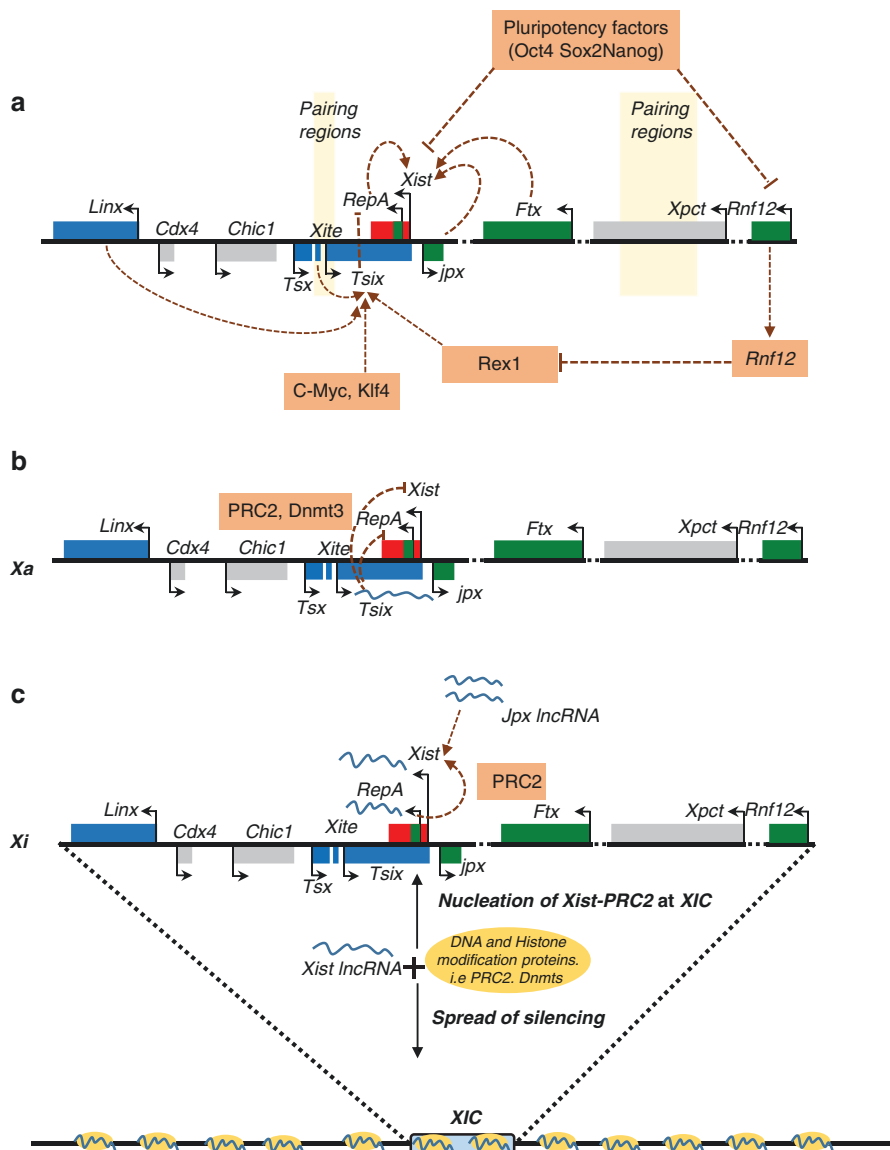 Pluripotency factors
(Oct4 Sox2Nanog)
a
Pairing
regions
Pairing
regions
Xist
RepA
Linx
Cdx4
Chic1
Xite
Ftx
Xpct
Rnf12
Tsx
Tsix
jpx
C-Myc, Klf4
Rex1
Rnf12
b
PRC2, Dnmt3
Xist
RepA
Linx
Cdx4
Chic1
Xite
Ftx
Xpct
Rnf12
Xa
Tsx
Tsix
jpx
c
Jpx lncRNA
Xist
PRC2
RepA
Linx
Cdx4
Chic1
Xite
Ftx
Xpct
Rnf12
Xi
Tsx
Tsix
jpx
Nucleation of Xist-PRC2 at XIC
Xist lncRNA
DNA and Histone
modification proteins.
i.e PRC2. Dnmts
Spread of silencing
XIC